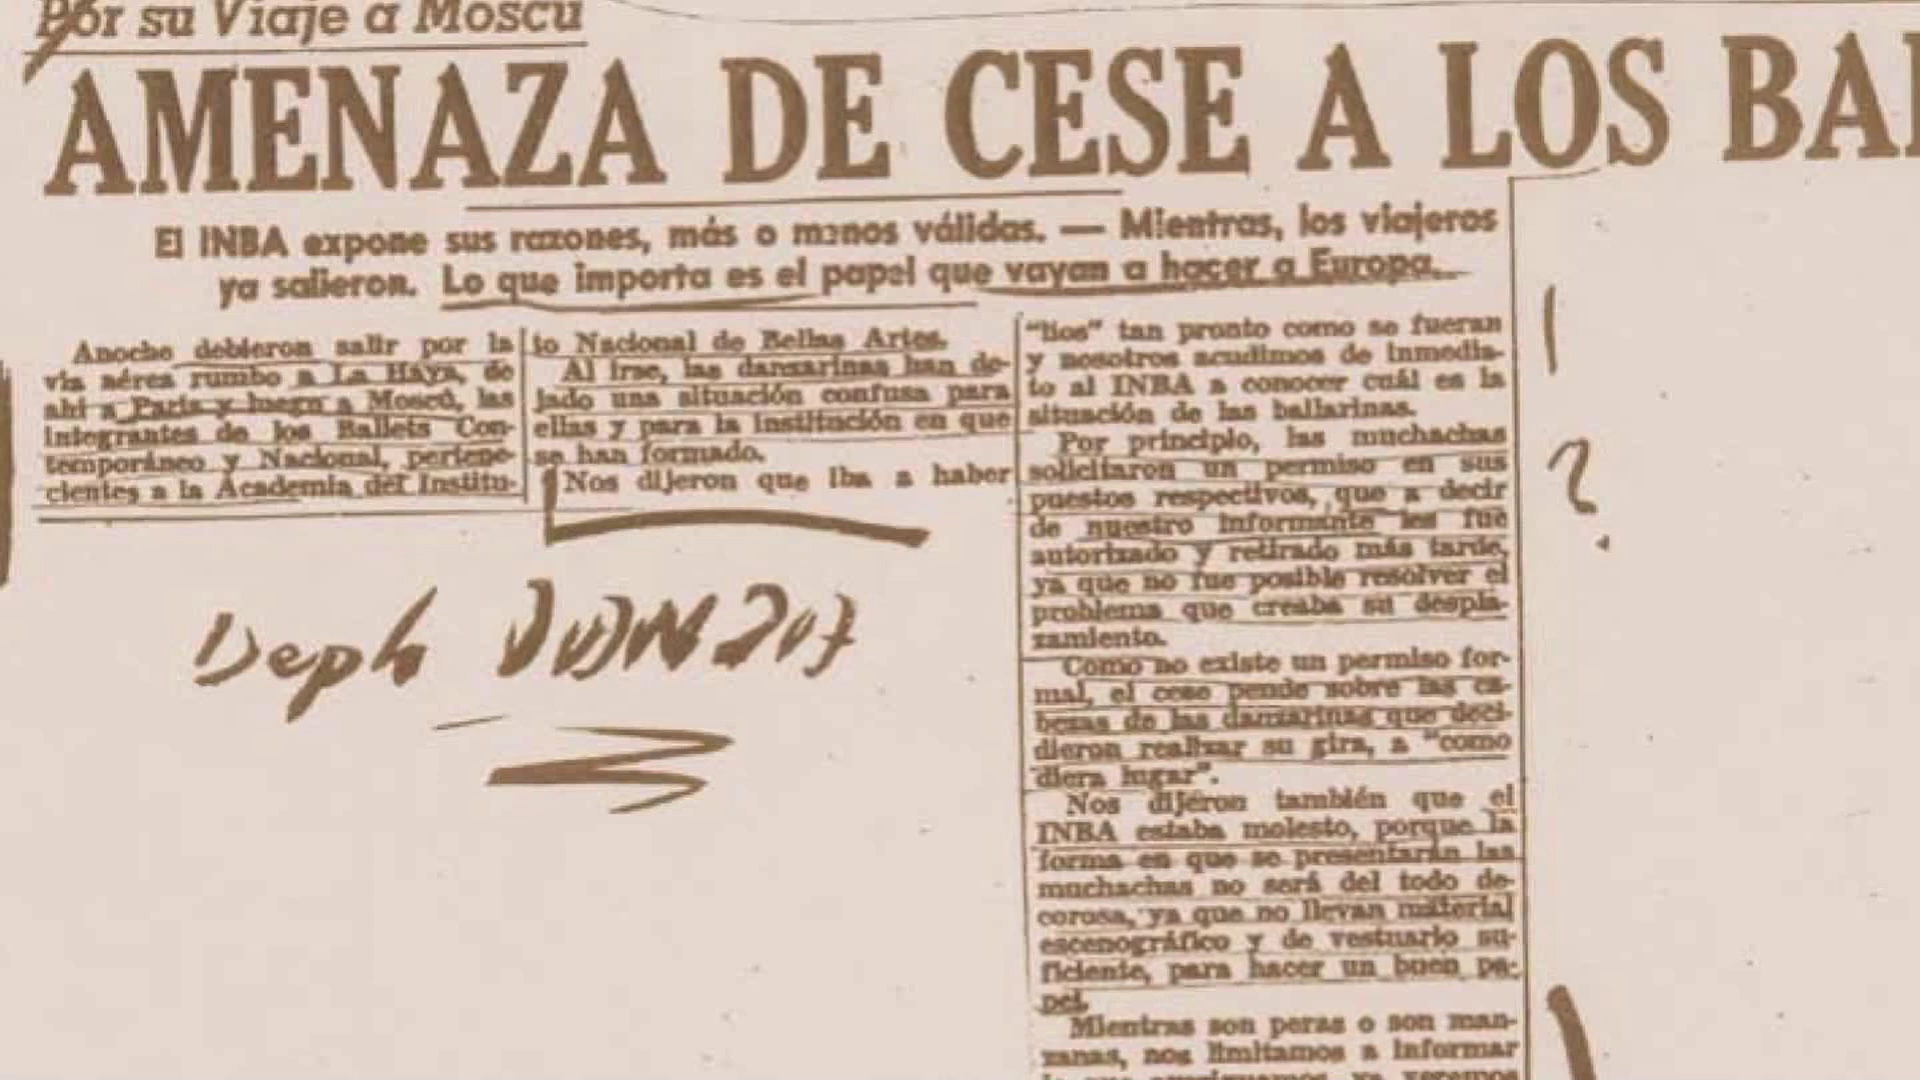 Por su Viaje a Moscú
AMENAZA DE CESE A LOS BA
El INBA expone sus razones, más o menos válidas. — Mientras, los viajeros
ya salieron. Lo que importa es el papel que vayan a hacer a Europa.
Anoche debieron salir por la
vía aérea rumbo a La Haya, de
ahí a París y luego a Moscú, las
integrantes de los Ballets Con-
temporáneo y Nacional, pertene-
cientes a la Academia del Institu-
to Nacional de Bellas Artes.
Al irse, las danzarinas han de-
jado una situación confusa para
ellas y para la institución en que
se han formado.
Nos dijeron que iba a haber
"líos" tan pronto como se fueran
y nosotros acudimos de inmedia-
to al INBA a conocer cuál es la
situación de las bailarinas.
Por principio, las muchachas
solicitaron un permiso en sus
puestos respectivos, que a decir
de nuestro informante les fue
autorizado y retirado más tarde,
ya que no fue posible resolver el
problema que creaba su despla-
zamiento.
Como no existe un permiso for-
mal, el cese pende sobre las ca-
bezas de las danzarinas que deci-
dieron realizar su gira, a "como
diera lugar".
Nos dijeron también que el
INBA estaba molesto, porque la
forma en que se presentarán las
muchachas no será del todo de-
corosa, ya que no llevan material
escenográfico y de vestuario su-
ficiente, para hacer un buen pa-
pel.
Mientras son peras o son man-
zanas, nos limitamos a informar
!
?